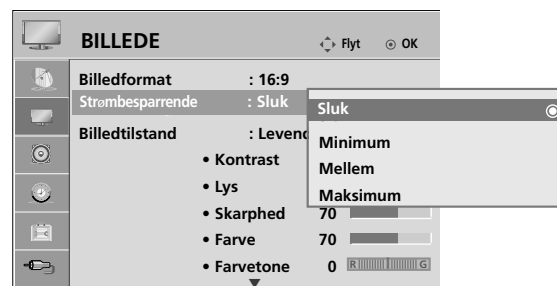 BILLEDE Flyt OK
Billedformat : 16:9
Strømbesparrende : Sluk
Billedtilstand : Levend
• Kontrast
• Lys
• Skarphed 70
• Farve 70
• Farvetone 0 R G
Sluk
Minimum
Mellem
Maksimum